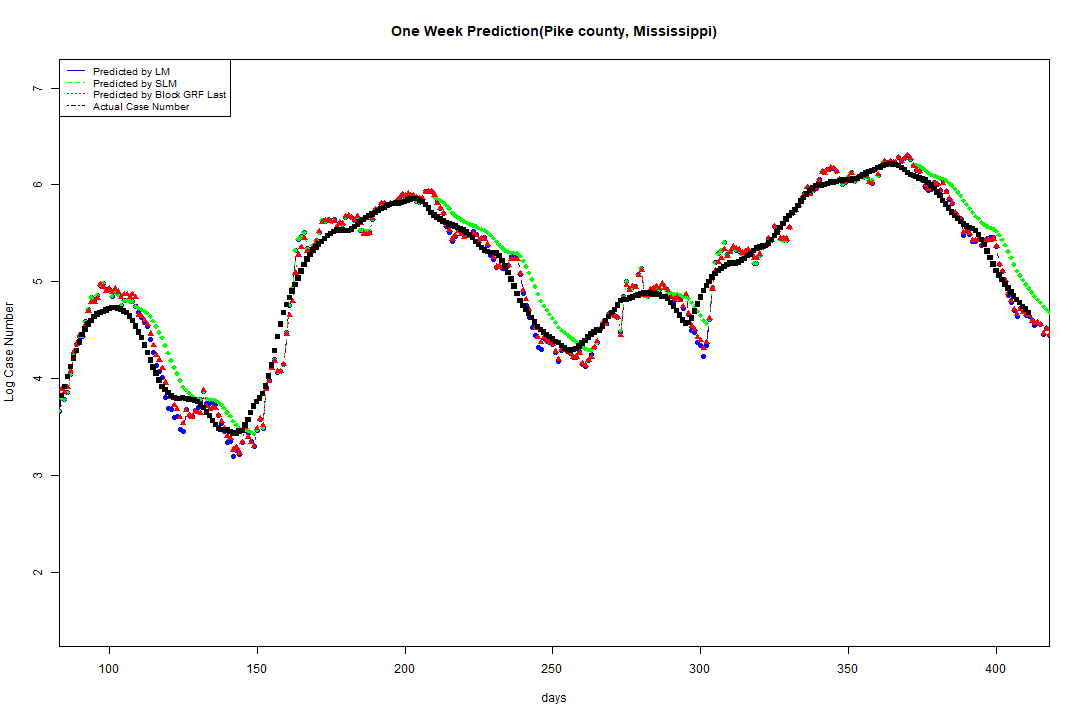 One Week Prediction(Pike county, Mississippi)
Predicted by LM
Predicted by SLM
Predicted by Block GRF Last
Actual Case Number
7
6
5
4
3
2
Log Case Number
100 150 200 250 300 350 400
days